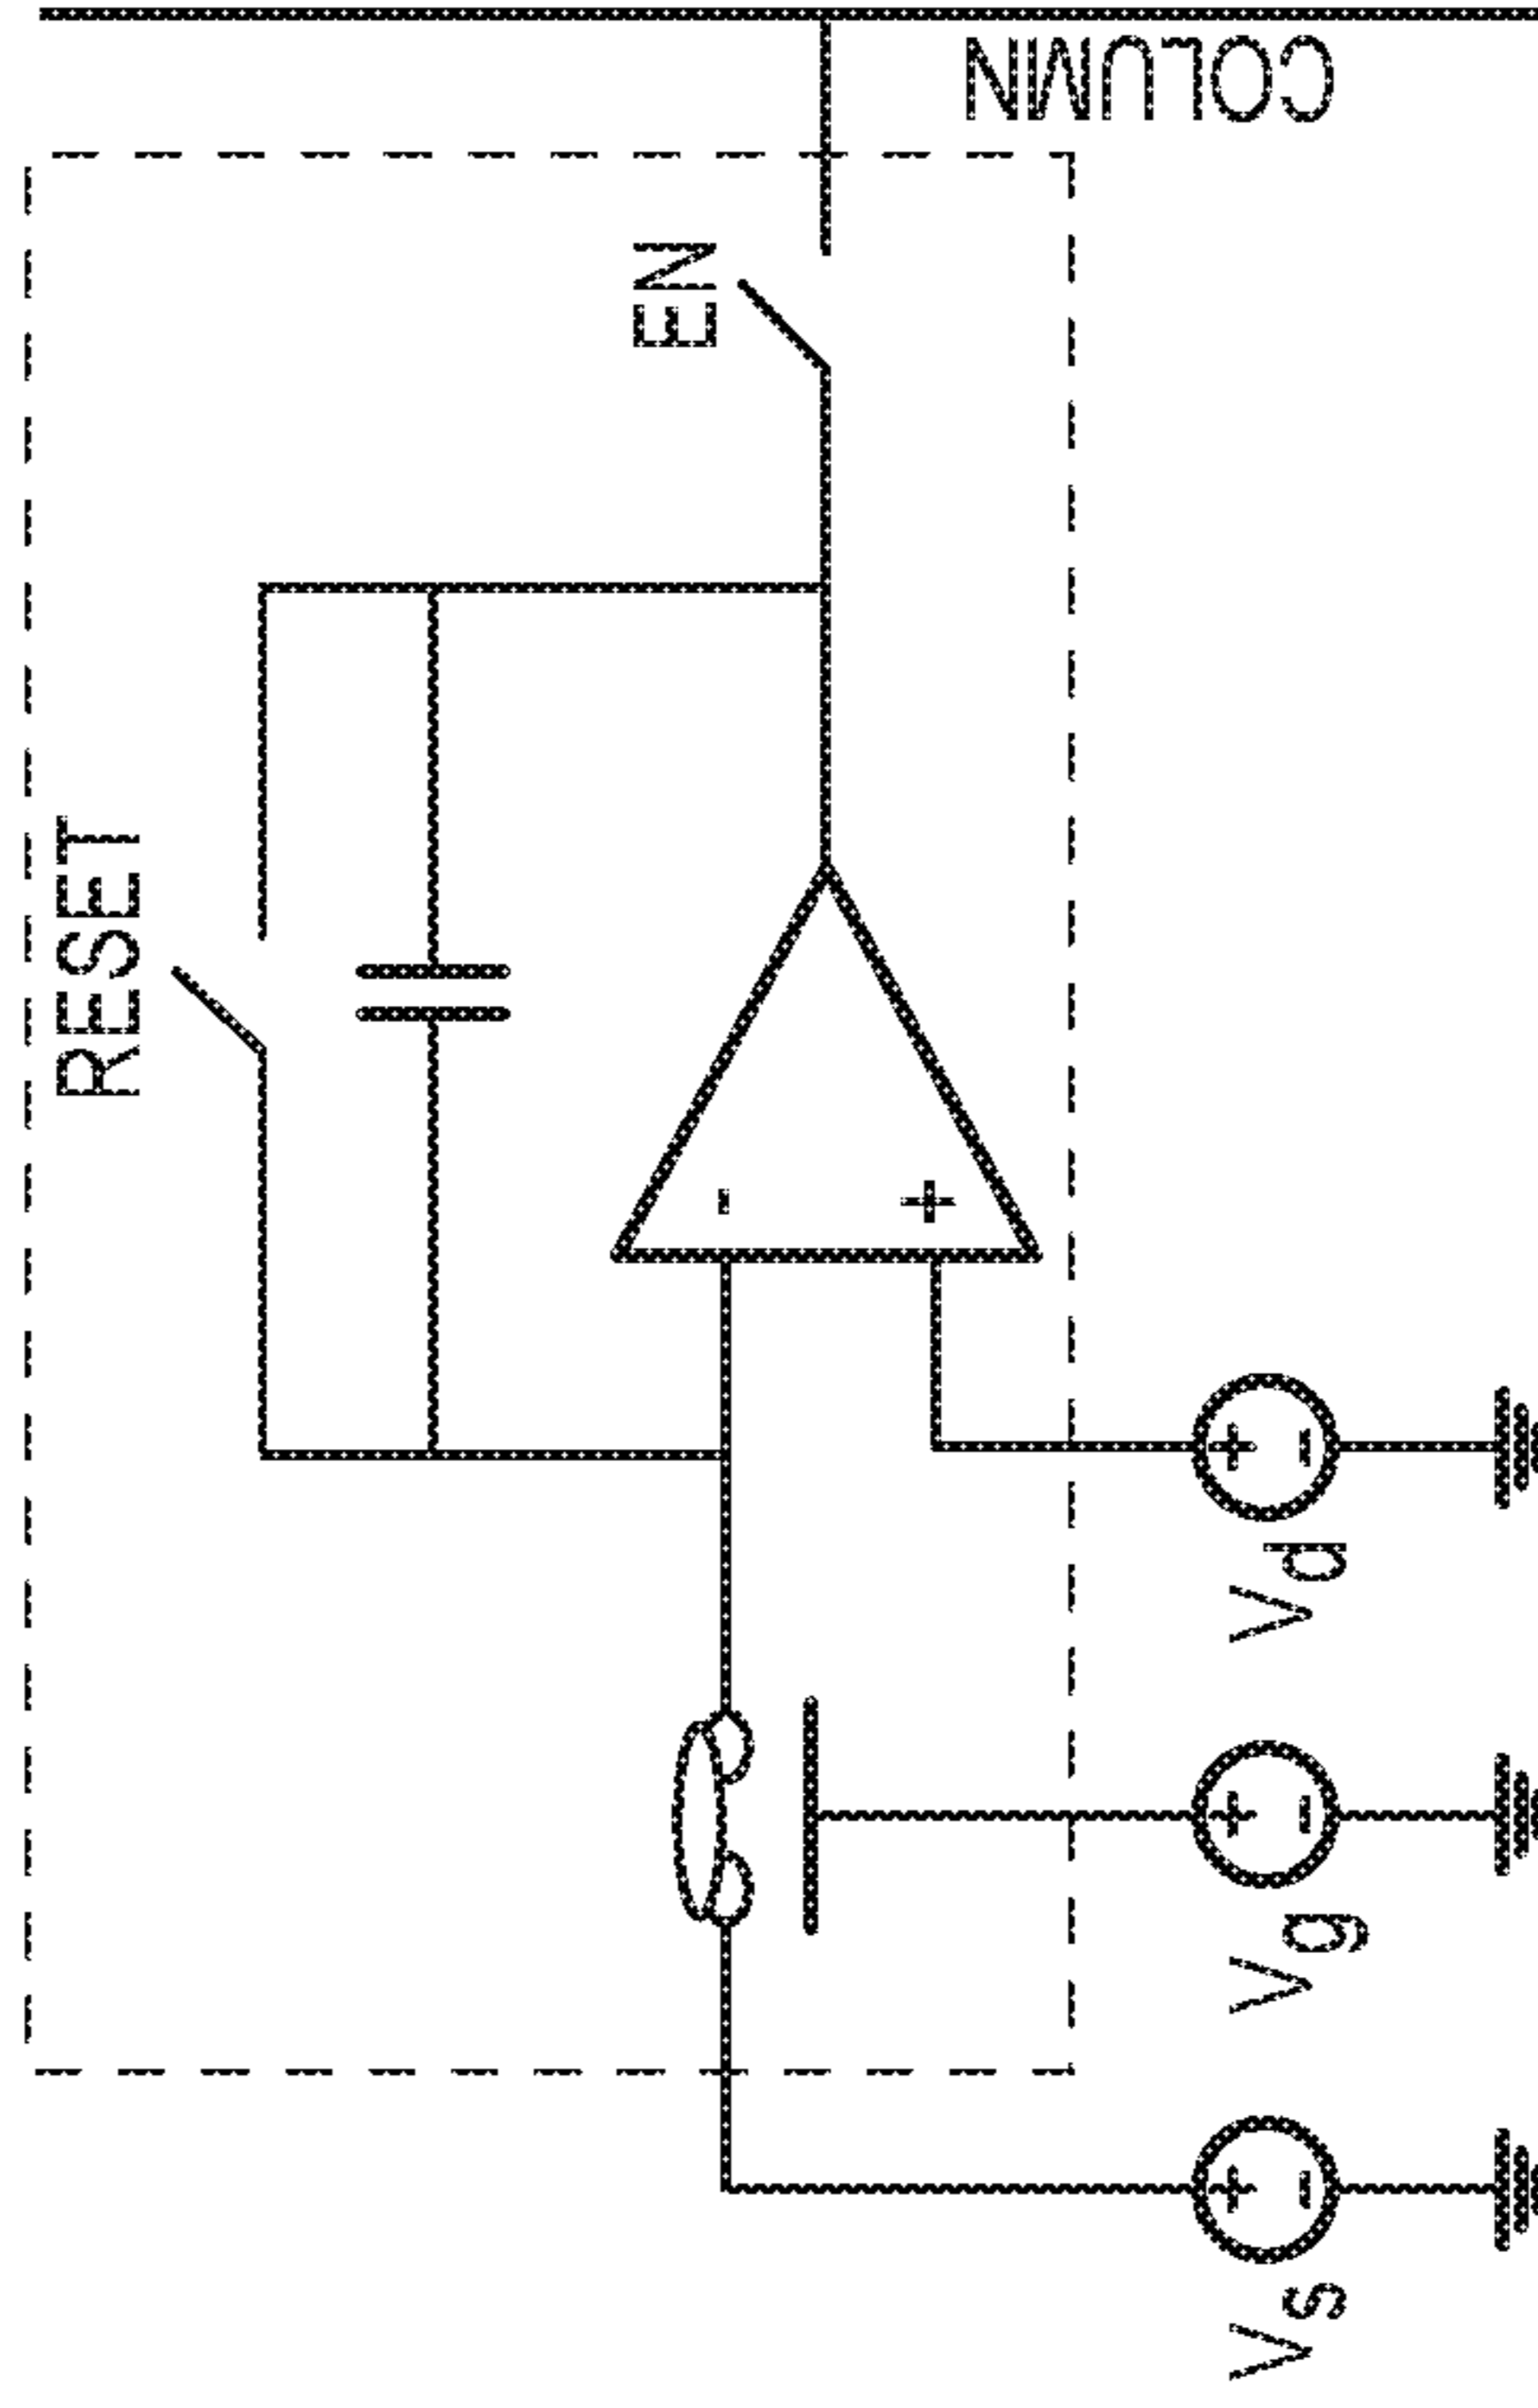 RESET
EN
COLUMN
-
+
+
-
Vd
+
-
Vg
+
-
Vs